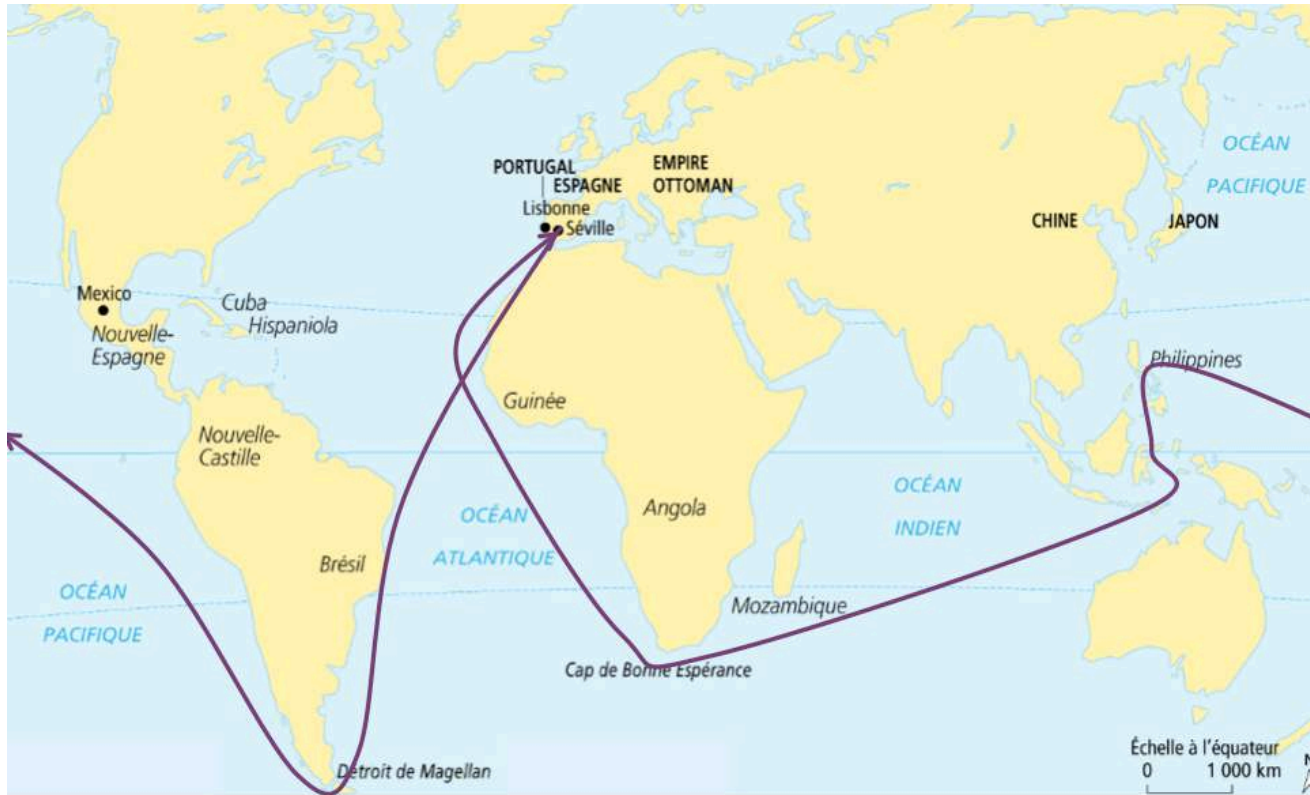 OCÉAN
PACIFIQUE
PORTUGAL
ESPAGNE
EMPIRE
OTTOMAN
Lisbonne
Séville
CHINE
JAPON
Mexico
Nouvelle-
Espagne
Cuba
Hispaniola
Philippines
Guinée
Nouvelle-
Castille
OCÉAN
INDIEN
Angola
OCÉAN
ATLANTIQUE
Brésil
OCÉAN
PACIFIQUE
Mozambique
Cap de Bonne Espérance
Détroit de Magellan
Échelle à l'équateur
0 1 000 km
N